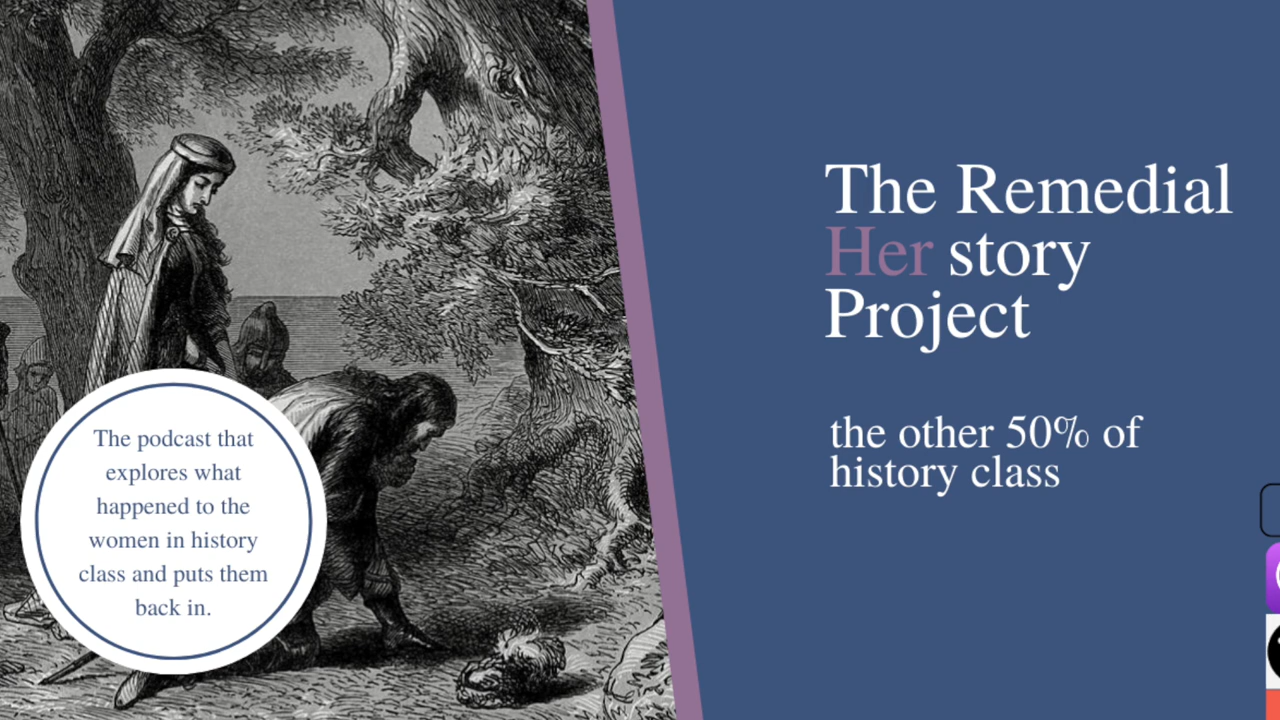 The Remedial
Her story
Project
the other 50% of
history class
The podcast that
explores what
happened to the
women in history
class and puts them
back in.